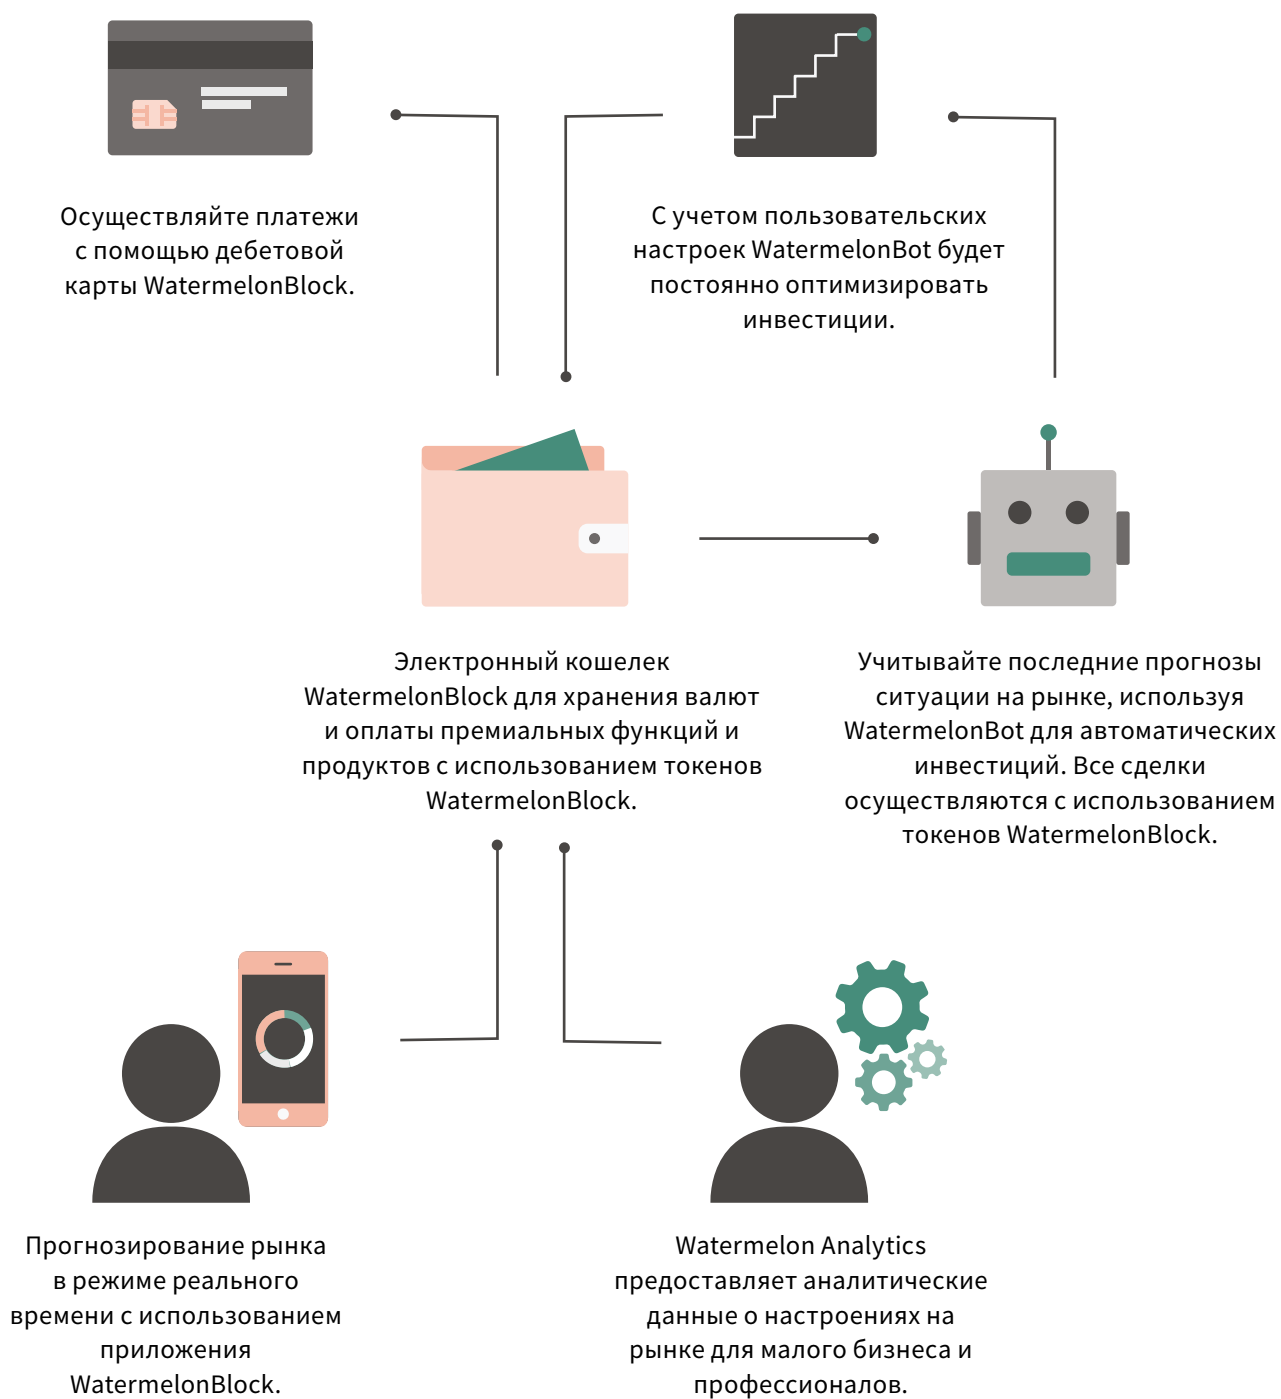 Осуществляйте платежи
с помощью дебетовой
карты WatermelonBlock.
С учетом пользовательских
настроек WatermelonBot будет
постоянно оптимизировать
инвестиции.
Электронный кошелек
WatermelonBlock для хранения валют
и оплаты премиальных функций и
продуктов с использованием токенов
WatermelonBlock.
Учитывайте последние прогнозы
ситуации на рынке, используя
WatermelonBot для автоматических
инвестиций. Все сделки
осуществляются с использованием
токенов WatermelonBlock.
Прогнозирование рынка
в режиме реального
времени с использованием
приложения
WatermelonBlock.
Watermelon Analytics
предоставляет аналитические
данные о настроениях на
рынке для малого бизнеса и
профессионалов.